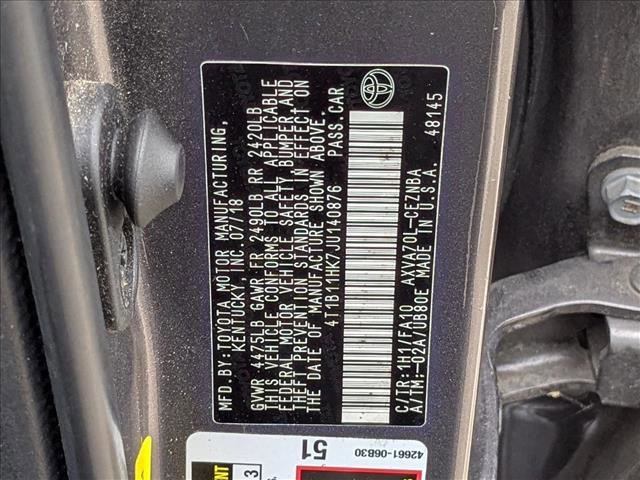 MFD. BY: TOYOTA MOTOR MANUFACTURING,
KENTUCKY, INC. 07/18
GVWR 4475LB GAWR FR 2490LB RR 2420LB
THIS VEHICLE CONFORMS TO ALL APPLICABLE
FEDERAL MOTOR VEHICLE SAFETY, BUMPER, AND
THEFT PREVENTION STANDARDS IN EFFECT ON
THE DATE OF MANUFACTURE SHOWN ABOVE.
4T1B11HK7JU140876 PASS. CAR
C/TR: 1H1/FA40 AXVA70L-CEZNBA
A/TM: -02A/UB80E MADE IN U.S.A. 48145
51
42661-06B30
3